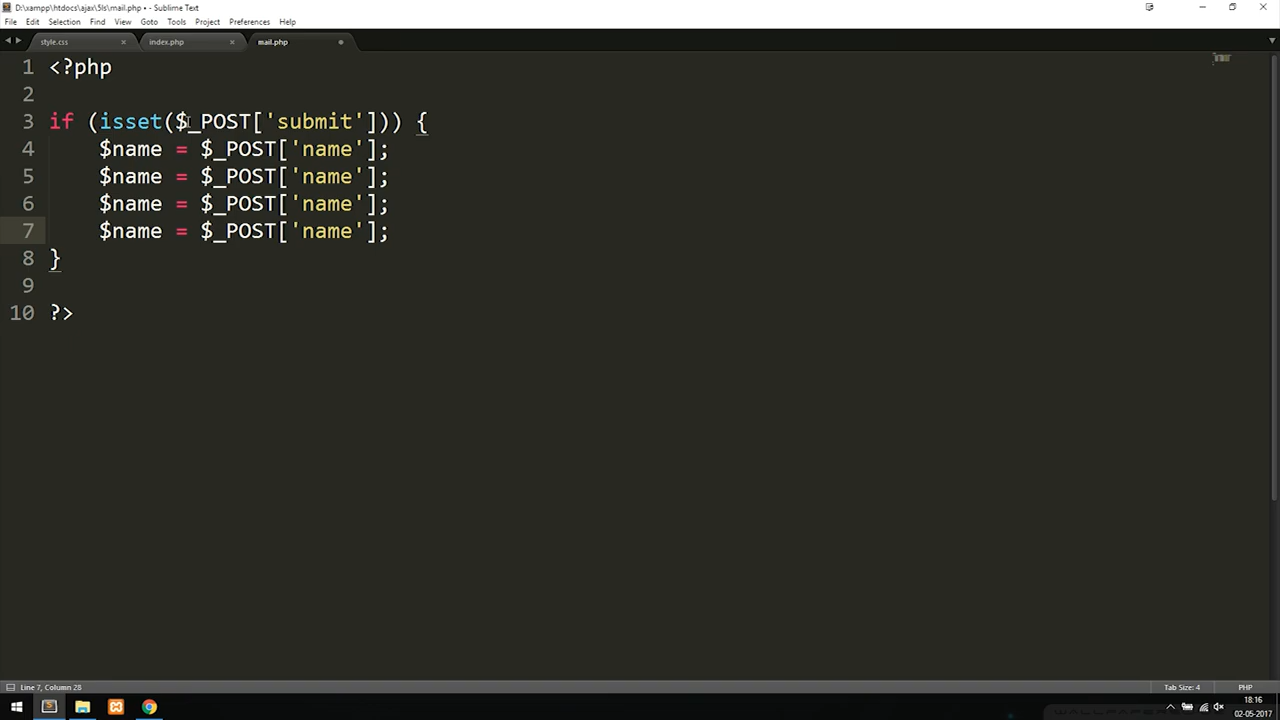 D:\xampp\htdocs\ajax\5ls\mail.php • - Sublime Text
File Edit Selection Find View Goto Tools Project Preferences Help
style.css index.php mail.php
1 <?php
2
3 if (isset($_POST['submit'])) {
4 $name = $_POST['name'];
5 $name = $_POST['name'];
6 $name = $_POST['name'];
7 $name = $_POST['name'];
8 }
9
10 ?>
Line 7, Column 28 Tab Size: 4 PHP
18:16
02-05-2017